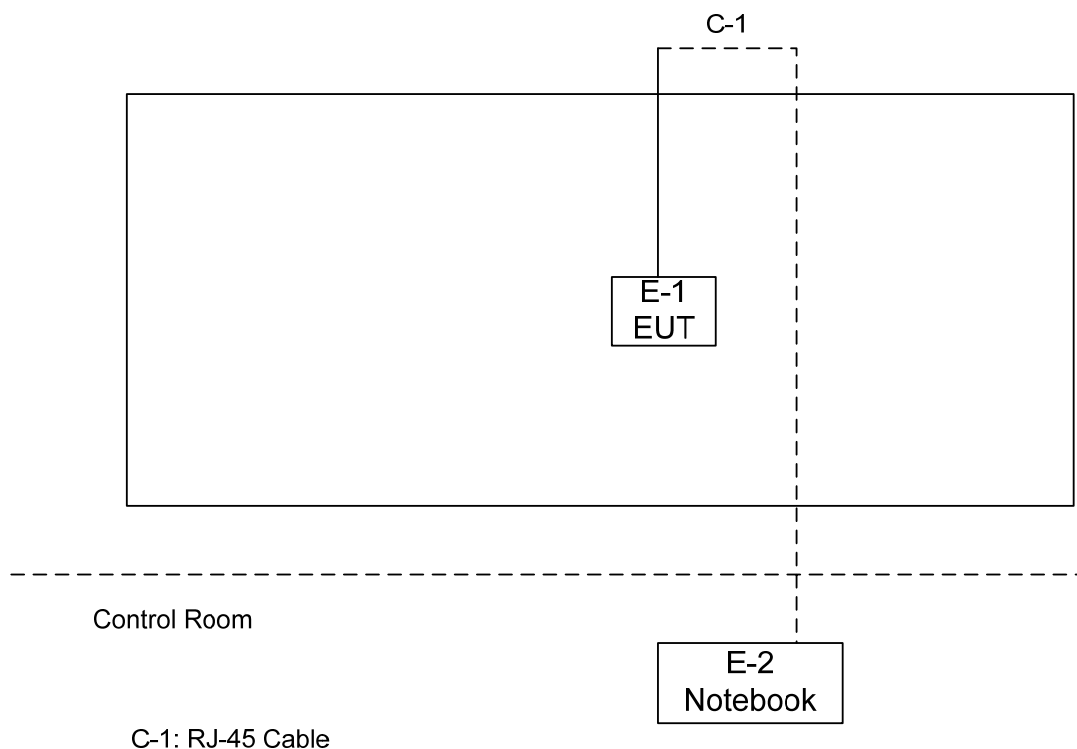 C-1
E-1
EUT
Control Room
E-2
Notebook
C-1: RJ-45 Cable